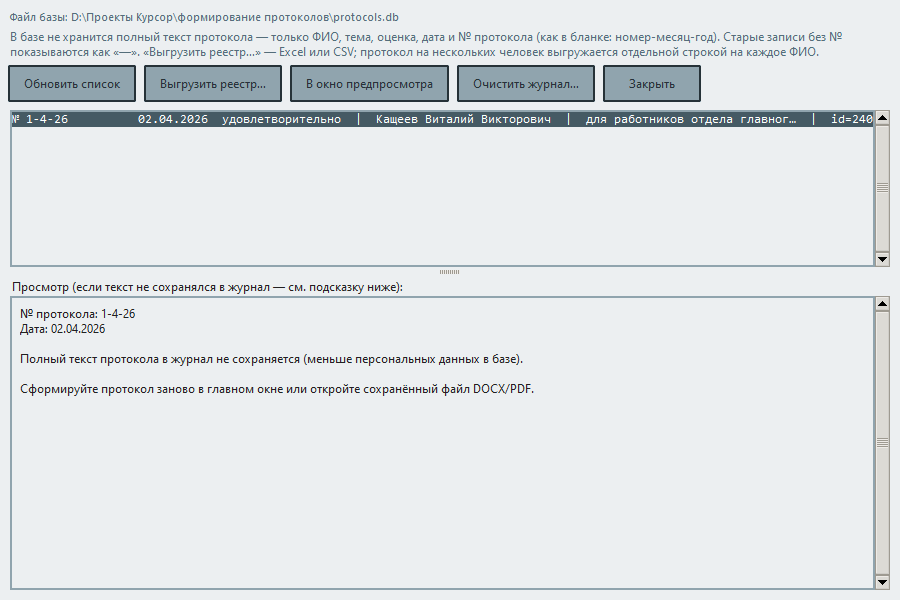 Файл базы: D:\Проекты Курсор\формирование протоколов\protocols.db
В базе не хранится полный текст протокола — только ФИО, тема, оценка, дата и № протокола (как в бланке: номер-месяц-год). Старые записи без №
показываются как «—». «Выгрузить реестр...» — Excel или CSV; протокол на нескольких человек выгружается отдельной строкой на каждое ФИО.
Обновить список Выгрузить реестр... В окно предпросмотра Очистить журнал... Закрыть
№ 1-4-26 02.04.2026 удовлетворительно | Кащеев Виталий Викторович | для работников отдела главног… | id=240
Просмотр (если текст не сохранялся в журнал — см. подсказку ниже):
№ протокола: 1-4-26
Дата: 02.04.2026
Полный текст протокола в журнал не сохраняется (меньше персональных данных в базе).
Сформируйте протокол заново в главном окне или откройте сохранённый файл DOCX/PDF.